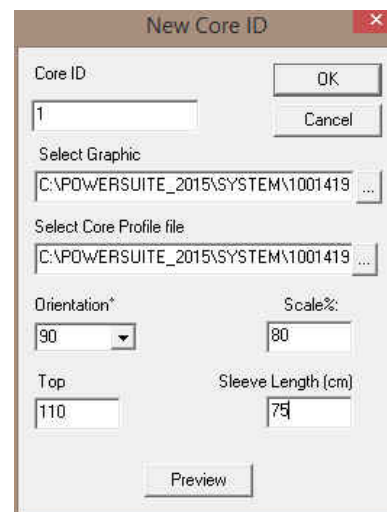 New Core ID
Core ID
OK
1
Cancel
Select Graphic
C:\POWERSUITE_2015\SYSTEM\1001419 ...
Select Core Profile file
C:\POWERSUITE_2015\SYSTEM\1001419 ...
Orientation* Scale%:
90 80
Top Sleeve Length (cm)
110 75
Preview